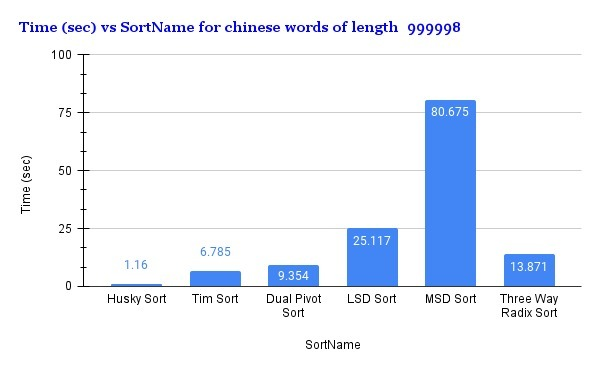 Time (sec) vs SortName for chinese words of length 999998
100
75
50
25
0
Time (sec)
1.16
6.785
9.354
25.117
80.675
13.871
Husky Sort
Tim Sort
Dual Pivot
Sort
LSD Sort
MSD Sort
Three Way
Radix Sort
SortName